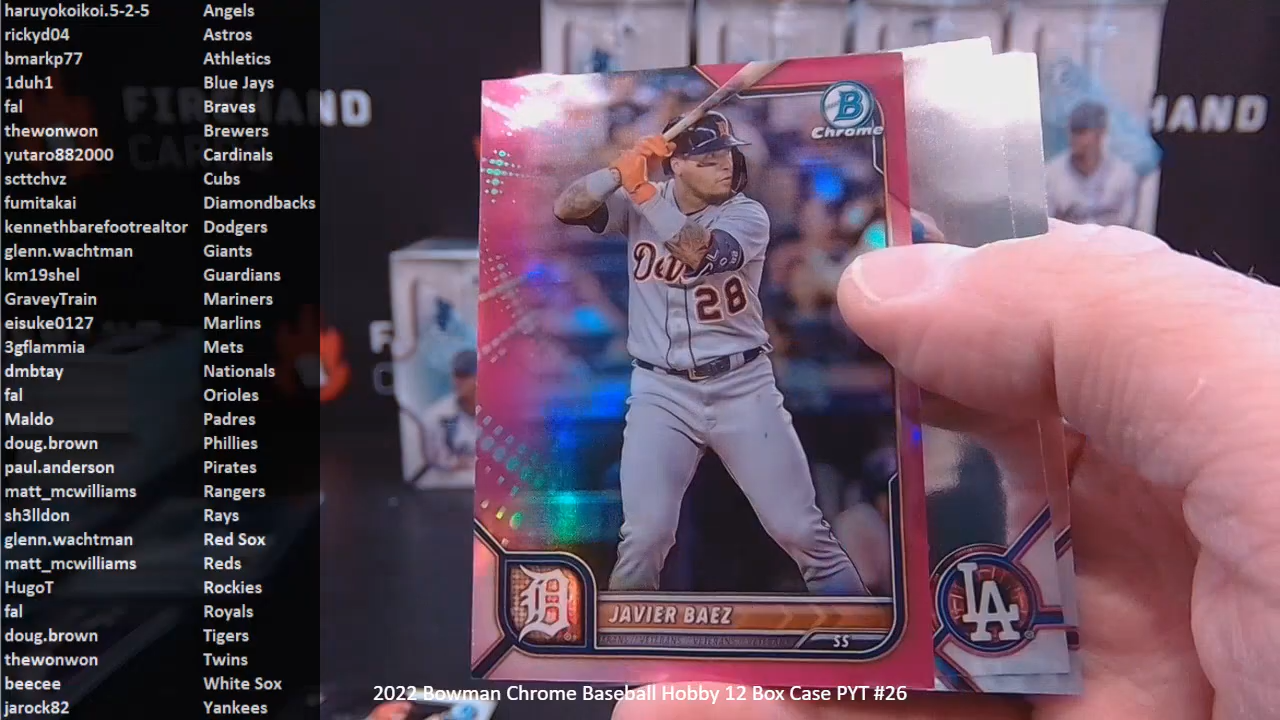 haruyokoikoi.5-2-5 Angels
rickyd04 Astros
bmarkp77 Athletics
1duh1 Blue Jays
fal Braves
thewonwon Brewers
yutaro882000 Cardinals
scttchvz Cubs
fumitakai Diamondbacks
kennethbarefootrealtor Dodgers
glenn.wachtman Giants
km19shel Guardians
GraveyTrain Mariners
eisuke0127 Marlins
3gflammia Mets
dmbtay Nationals
fal Orioles
Maldo Padres
doug.brown Phillies
paul.anderson Pirates
matt_mcwilliams Rangers
sh3lldon Rays
glenn.wachtman Red Sox
matt_mcwilliams Reds
HugoT Rockies
fal Royals
doug.brown Tigers
thewonwon Twins
beecee White Sox
jarock82 Yankees
FIREHAND
CARDS
HAND
B
Chrome
28
D
JAVIER BAEZ
SS
LA
2022 Bowman Chrome Baseball Hobby 12 Box Case PYT #26